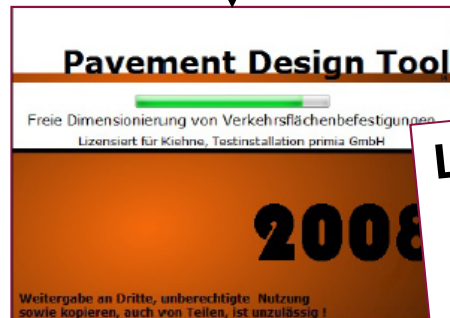 Pavement Design Tool
Freie Dimensionierung von Verkehrsflächenbefestigungen
Lizensiert für Kiehne, Testinstallation primia GmbH
L
2008
Weitergabe an Dritte, unberechtigte Nutzung
sowie kopieren, auch von Teilen, ist unzulässig !